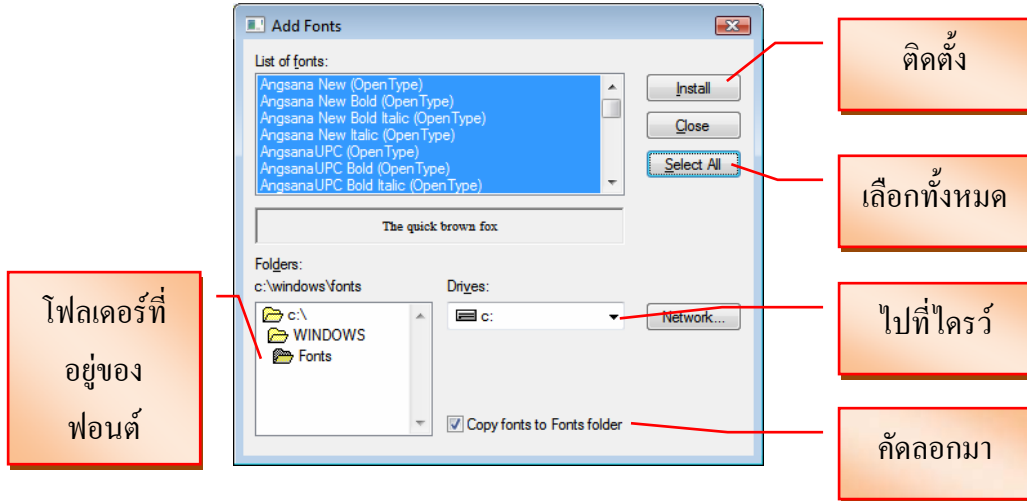 Add Fonts
List of fonts:
Angsana New (OpenType)
Angsana New Bold (OpenType)
Angsana New Bold Italic (OpenType)
Angsana New Italic (OpenType)
AngsanaUPC (OpenType)
AngsanaUPC Bold (OpenType)
AngsanaUPC Bold Italic (OpenType)
Install
Close
Select All
The quick brown fox
Folders:
c:\windows\fonts
c:\
WINDOWS
Fonts
Drives:
c:
Network...
Copy fonts to Fonts folder
ติดตั้ง
เลือกทั้งหมด
ไปที่ไดรว์
คัดลอกมา
โฟลเดอร์ที่
อยู่ของ
ฟอนต์